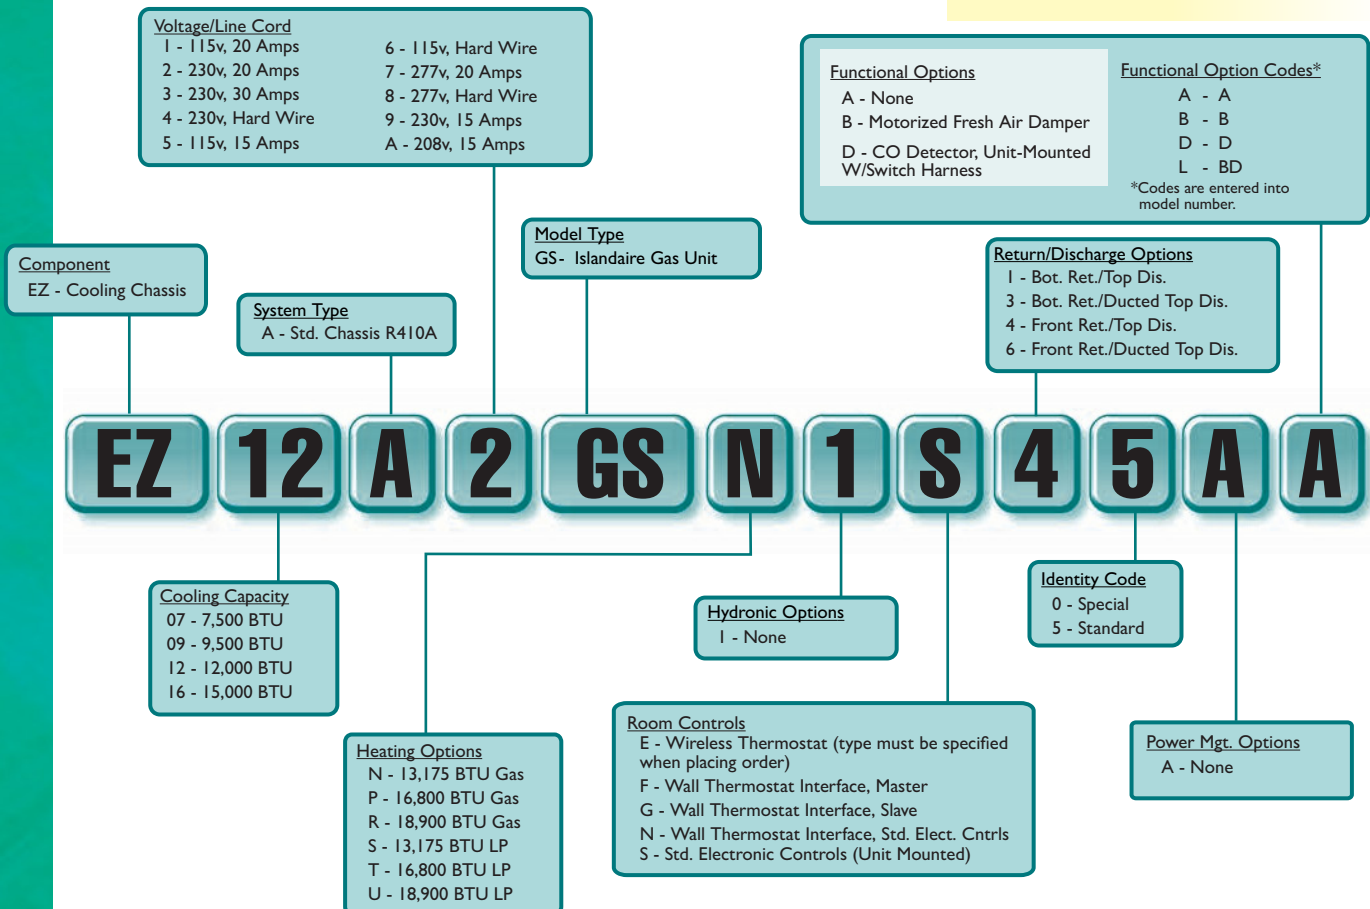 Voltage/Line Cord
1 - 115v, 20 Amps
2 - 230v, 20 Amps
3 - 230v, 30 Amps
4 - 230v, Hard Wire
5 - 115v, 15 Amps
6 - 115v, Hard Wire
7 - 277v, 20 Amps
8 - 277v, Hard Wire
9 - 230v, 15 Amps
A - 208v, 15 Amps
Functional Options
A - None
B - Motorized Fresh Air Damper
D - CO Detector, Unit-Mounted
W/Switch Harness
Functional Option Codes*
A - A
B - B
D - D
L - BD
*Codes are entered into
model number.
Component
EZ - Cooling Chassis
System Type
A - Std. Chassis R410A
Model Type
GS- Islandaire Gas Unit
Return/Discharge Options
1 - Bot. Ret./Top Dis.
3 - Bot. Ret./Ducted Top Dis.
4 - Front Ret./Top Dis.
6 - Front Ret./Ducted Top Dis.
EZ 12 A 2 GS N 1 S 4 5 A A
Cooling Capacity
07 - 7,500 BTU
09 - 9,500 BTU
12 - 12,000 BTU
16 - 15,000 BTU
Heating Options
N - 13,175 BTU Gas
P - 16,800 BTU Gas
R - 18,900 BTU Gas
S - 13,175 BTU LP
T - 16,800 BTU LP
U - 18,900 BTU LP
Hydronic Options
1 - None
Room Controls
E - Wireless Thermostat (type must be specified
when placing order)
F - Wall Thermostat Interface, Master
G - Wall Thermostat Interface, Slave
N - Wall Thermostat Interface, Std. Elect. Cntrls
S - Std. Electronic Controls (Unit Mounted)
Identity Code
0 - Special
5 - Standard
Power Mgt. Options
A - None